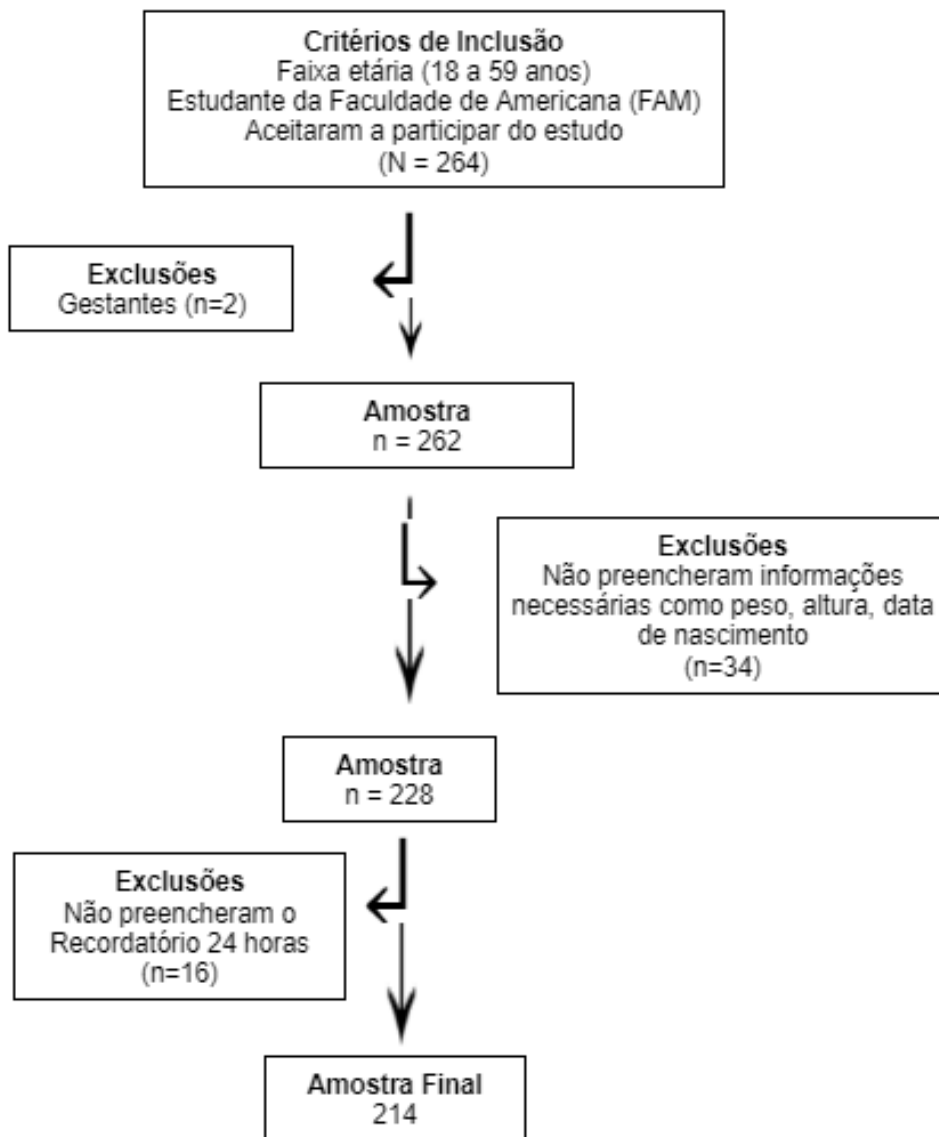 Critérios de Inclusão
Faixa etária (18 a 59 anos)
Estudante da Faculdade de Americana (FAM)
Aceitaram a participar do estudo
(N = 264)
Exclusões
Gestantes (n=2)
Amostra
n = 262
Exclusões
Não preencheram informações
necessárias como peso, altura, data
de nascimento
(n=34)
Amostra
n = 228
Exclusões
Não preencheram o
Recordatório 24 horas
(n=16)
Amostra Final
214